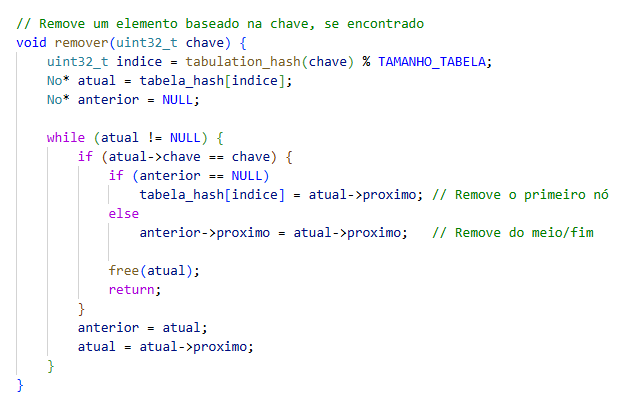 // Remove um elemento baseado na chave, se encontrado
void remover(uint32_t chave) {
    uint32_t indice = tabulation_hash(chave) % TAMANHO_TABELA;
    No* atual = tabela_hash[indice];
    No* anterior = NULL;

    while (atual != NULL) {
        if (atual->chave == chave) {
            if (anterior == NULL)
                tabela_hash[indice] = atual->proximo; // Remove o primeiro nó
            else
                anterior->proximo = atual->proximo;   // Remove do meio/fim

            free(atual);
            return;
        }
        anterior = atual;
        atual = atual->proximo;
    }
}